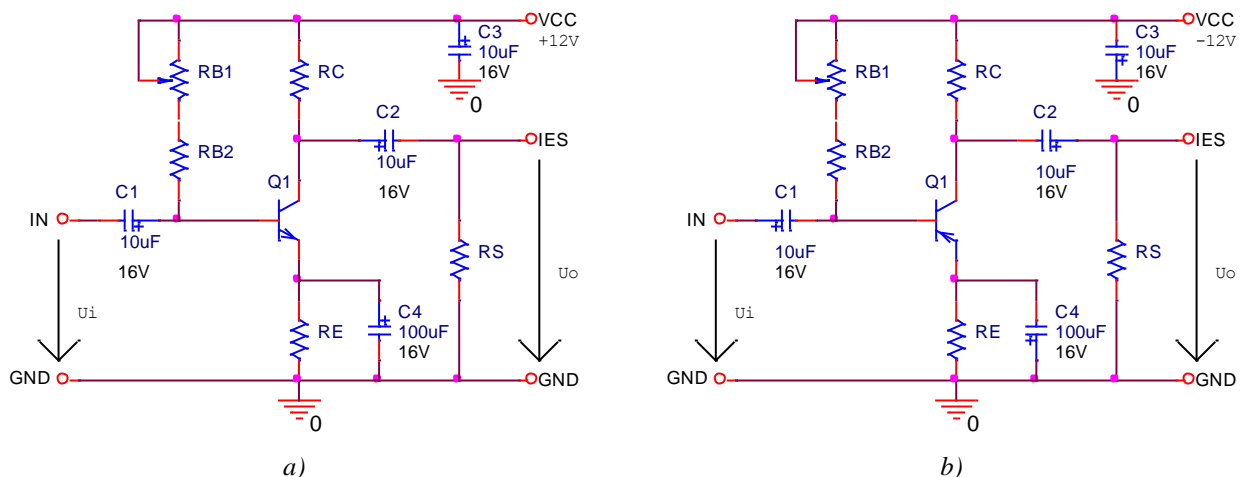 VCC
+12V
C3
10uF
16V
0
RB1
RC
C2
10uF
16V
IES
RB2
Q1
C1
10uF
16V
IN
RS
Uo
Ui
C4
100uF
16V
RE
GND
GND
0
a)
VCC
-12V
C3
10uF
16V
0
RB1
RC
C2
10uF
16V
IES
RB2
Q1
C1
10uF
16V
IN
RS
Uo
Ui
C4
100uF
16V
RE
GND
GND
0
b)